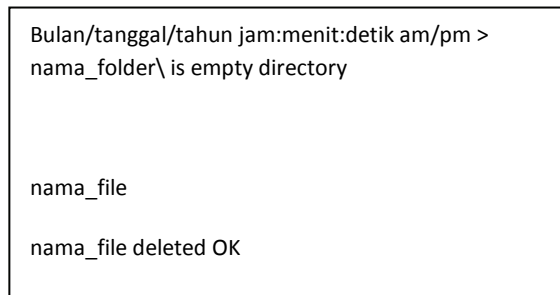 Bulan/tanggal/tahun jam:menit:detik am/pm >
nama_folder\ is empty directory
nama_file
nama_file deleted OK